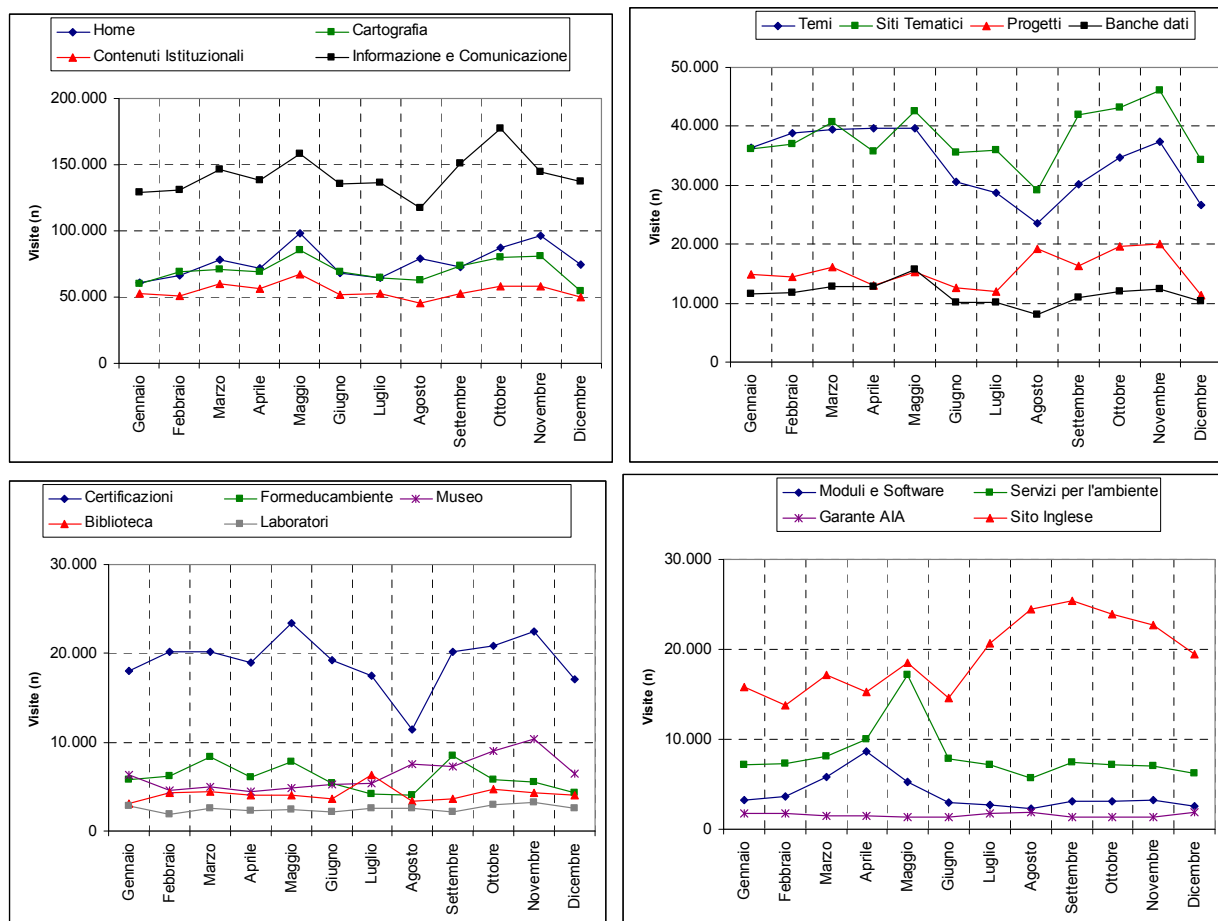 Home Cartografia
Contenuti Istituzionali Informazione e Comunicazione
200.000
150.000
100.000
50.000
0
Visite (n)
Gennaio Febbraio Marzo Aprile Maggio Giugno Luglio Agosto Settembre Ottobre Novembre Dicembre
Temi Siti Tematici Progetti Banche dati
50.000
40.000
30.000
20.000
10.000
0
Visite (n)
Gennaio Febbraio Marzo Aprile Maggio Giugno Luglio Agosto Settembre Ottobre Novembre Dicembre
Certificazioni Formeducambiente Museo
Biblioteca Laboratori
30.000
20.000
10.000
0
Visite (n)
Gennaio Febbraio Marzo Aprile Maggio Giugno Luglio Agosto Settembre Ottobre Novembre Dicembre
Moduli e Software Servizi per l'ambiente
Garante AIA Sito Inglese
30.000
20.000
10.000
0
Visite (n)
Gennaio Febbraio Marzo Aprile Maggio Giugno Luglio Agosto Settembre Ottobre Novembre Dicembre